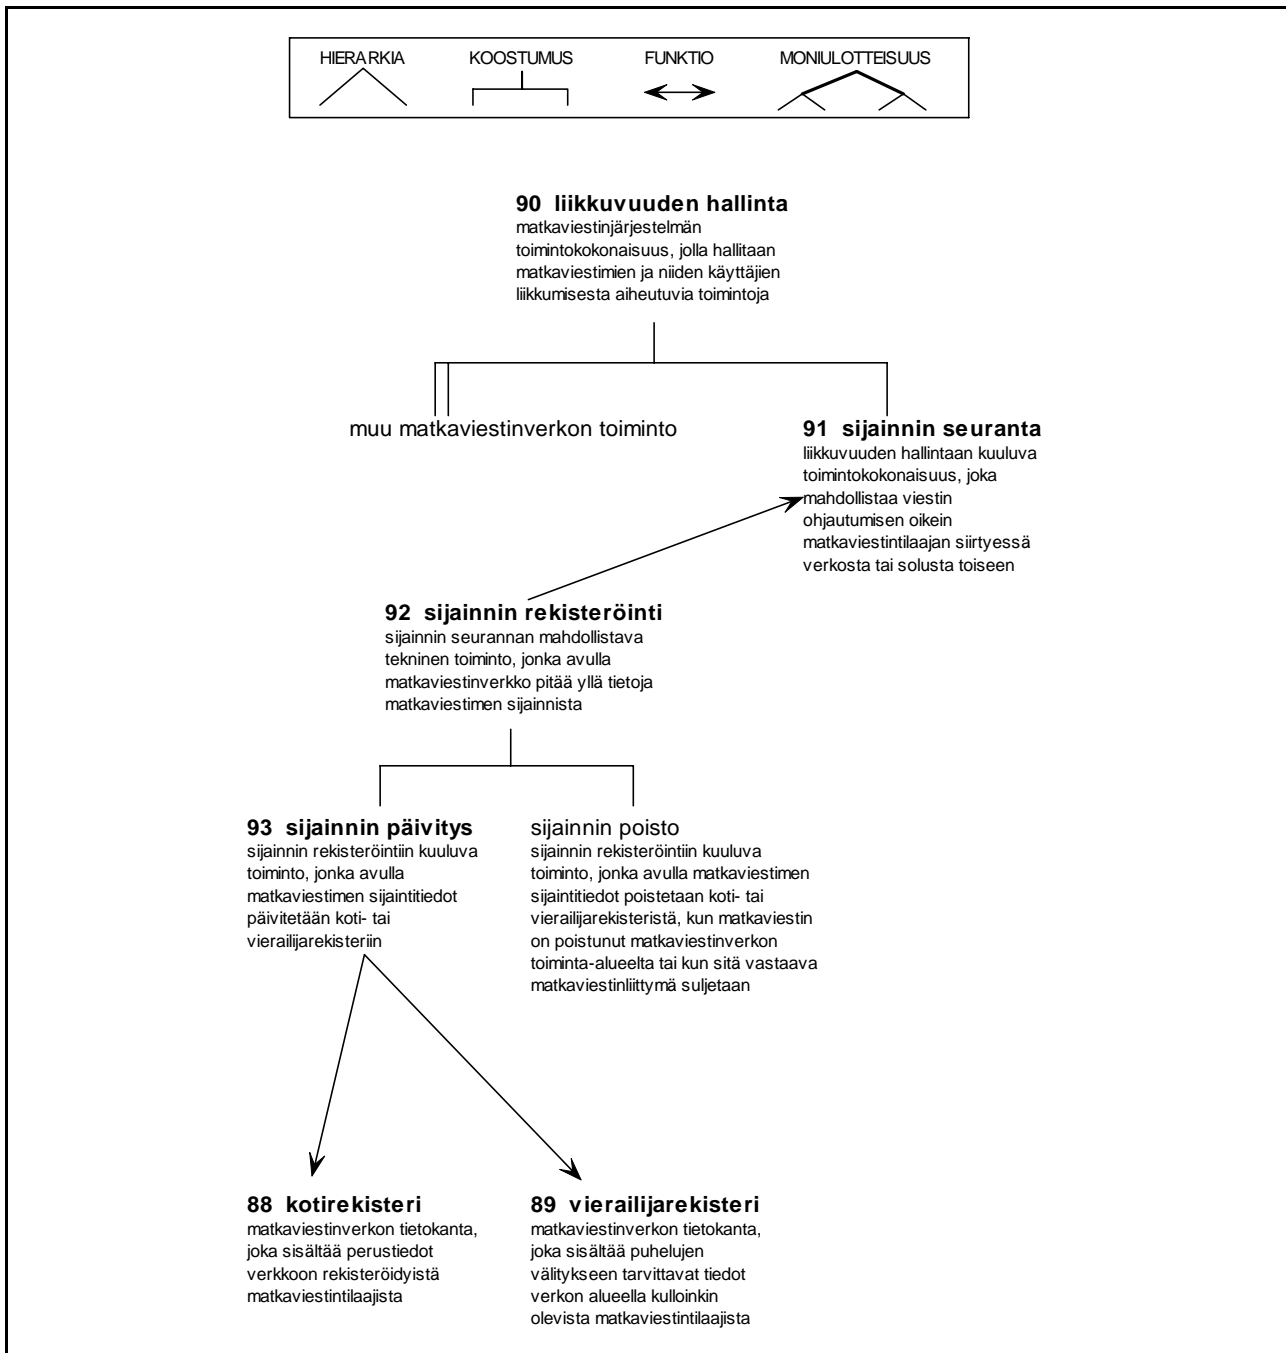 HIERARKIA KOOSTUMUS FUNKTIO MONIULOTTEISUUS
90 liikkuvuuden hallinta
matkaviestinjärjestelmän
toimintokokonaisuus, jolla hallitaan
matkaviestimien ja niiden käyttäjien
liikkumisesta aiheutuvia toimintoja
muu matkaviestinverkon toiminto
91 sijainnin seuranta
liikkuvuuden hallintaan kuuluva
toimintokokonaisuus, joka
mahdollistaa viestin
ohjautumisen oikein
matkaviestintilaajan siirtyessä
verkosta tai solusta toiseen
92 sijainnin rekisteröinti
sijainnin seurannan mahdollistava
tekninen toiminto, jonka avulla
matkaviestinverkko pitää yllä tietoja
matkaviestimen sijainnista
93 sijainnin päivitys
sijainnin rekisteröintiin kuuluva
toiminto, jonka avulla
matkaviestimen sijaintitiedot
päivitetään koti- tai
vierailijarekisteriin
sijainnin poisto
sijainnin rekisteröintiin kuuluva
toiminto, jonka avulla matkaviestimen
sijaintitiedot poistetaan koti- tai
vierailijarekisteristä, kun matkaviestin
on poistunut matkaviestinverkon
toiminta-alueelta tai kun sitä vastaava
matkaviestinliittymä suljetaan
88 kotirekisteri
matkaviestinverkon tietokanta,
joka sisältää perustiedot
verkkoon rekisteröidyistä
matkaviestintilaajista
89 vierailijarekisteri
matkaviestinverkon tietokanta,
joka sisältää puhelujen
välitykseen tarvittavat tiedot
verkon alueella kulloinkin
olevista matkaviestintilaajista